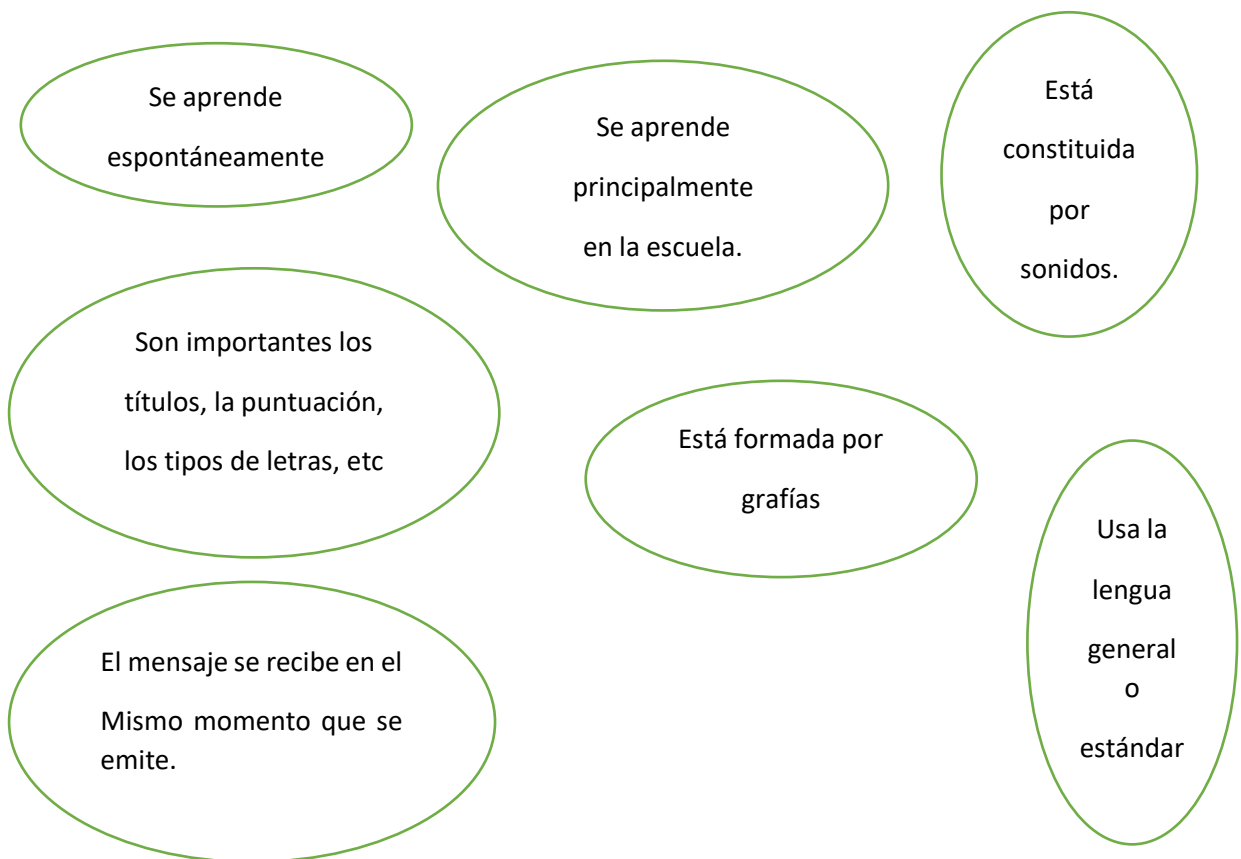 Se aprende
espontáneamente
Se aprende
principalmente
en la escuela.
Está
constituida
por
sonidos.
Son importantes los
títulos, la puntuación,
los tipos de letras, etc
Está formada por
grafías
Usa la
lengua
general
o
estándar
El mensaje se recibe en el
Mismo momento que se
emite.